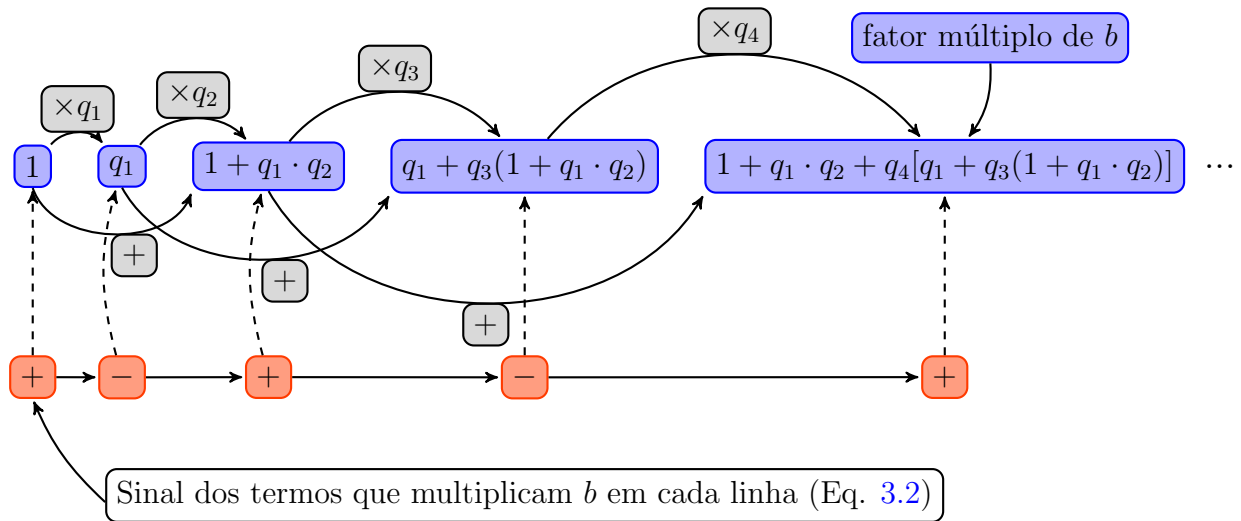 ×q₄
fator múltiplo de b
×q₃
×q₂
×q₁
1 q₁ 1 + q₁ · q₂ q₁ + q₃(1 + q₁ · q₂) 1 + q₁ · q₂ + q₄[q₁ + q₃(1 + q₁ · q₂)] ...
+
+
+
+ − + − +
Sinal dos termos que multiplicam b em cada linha (Eq. 3.2)